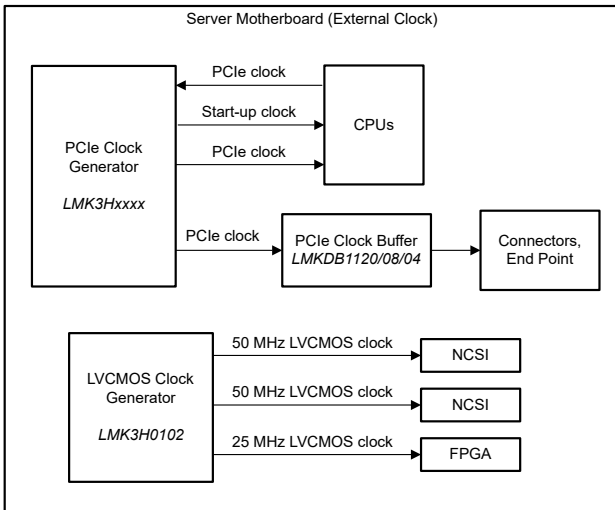 Server Motherboard (External Clock)
PCIe clock
Start-up clock
PCIe clock
PCIe Clock
Generator
LMK3Hxxxx
CPUs
PCIe clock
PCIe Clock Buffer
LMKDB1120/08/04
Connectors,
End Point
LVCMOS Clock
Generator
LMK3H0102
50 MHz LVCMOS clock
NCSI
50 MHz LVCMOS clock
NCSI
25 MHz LVCMOS clock
FPGA